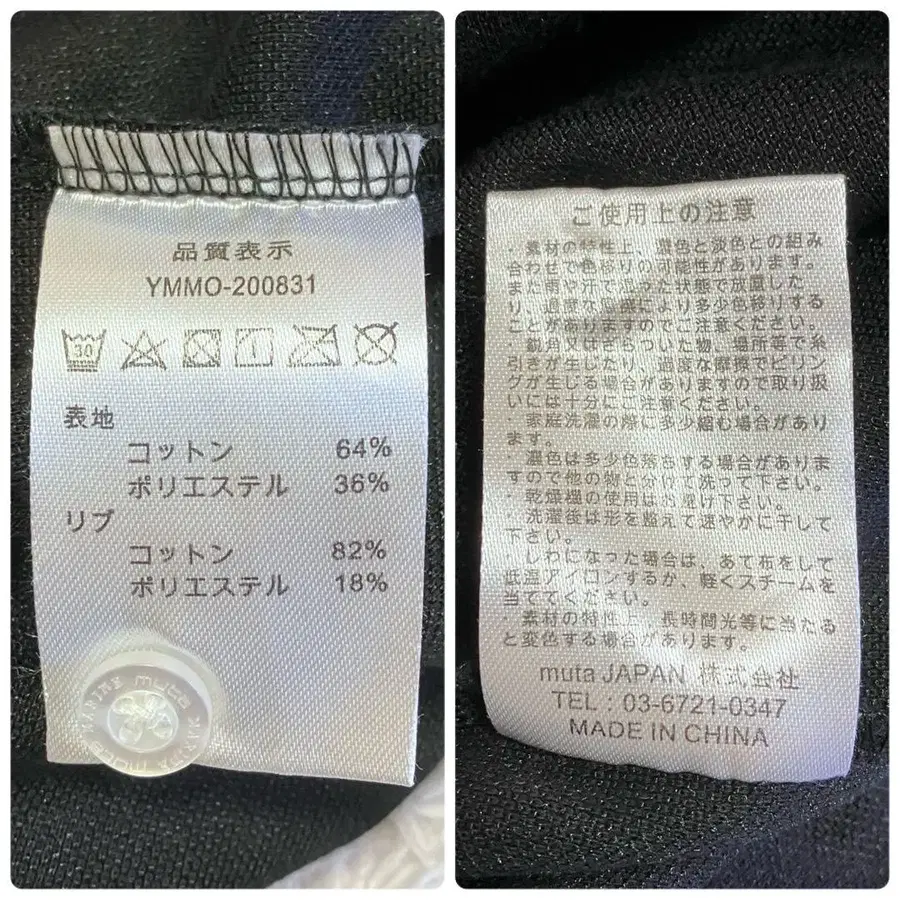 品質表示
YMMO-200831
30
表地
コットン 64%
ポリエステル 36%
リブ
コットン 82%
ポリエステル 18%
muta MARINE
ご使用上の注意
・素材の特性上、濃色と淡色との組み
合わせで色移りの可能性があります。
また雨や汗で湿った状態で放置した
り、過度な摩擦により多少色移りする
ことがありますのでご注意ください。
・鋭角又はざらついた物、場所等で糸
引きが生じたり、過度な摩擦でピリン
グが生じる場合がありますので取り扱
いには十分にご注意ください。
・家庭洗濯の際に多少縮む場合があり
ます。
・濃色は多少色落ちする場合がありま
すので他の物と分けて洗って下さい。
・乾燥機の使用はお避け下さい。
・洗濯後は形を整えて速やかに干して
下さい。
・しわになった場合は、あて布をして
低温アイロンするか、軽くスチームを
当ててください。
・素材の特性上、長時間光等に当たる
と変色する場合があります。
muta JAPAN 株式会社
TEL : 03-6721-0347
MADE IN CHINA